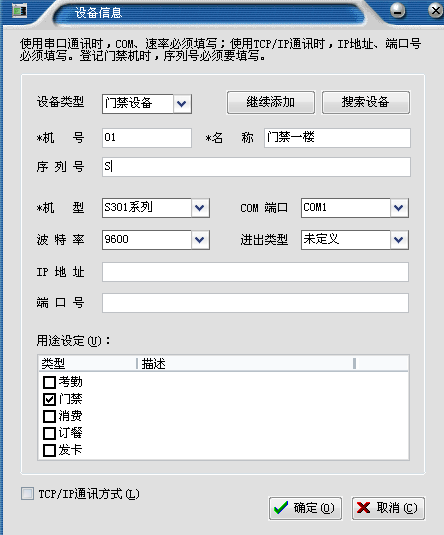 设备信息
使用串口通讯时，COM、速率必须填写；使用TCP/IP通讯时，IP地址、端口号
必须填写。登记门禁机时，序列号必须要填写。
设备类型 门禁设备 继续添加 搜索设备
*机 号 01 *名 称 门禁一楼
序 列 号 S
*机 型 S301系列 COM 端口 COM1
波 特 率 9600 进出类型 未定义
IP 地 址
端 口 号
用途设定(U)：
类型 描述
考勤
门禁
消费
订餐
发卡
TCP/IP通讯方式(L)
确定(O) 取消(C)